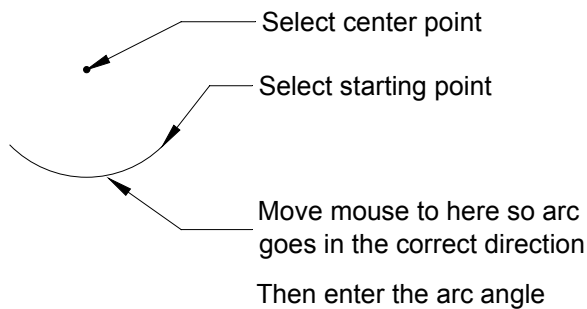 Select center point
Select starting point
Move mouse to here so arc
goes in the correct direction
Then enter the arc angle